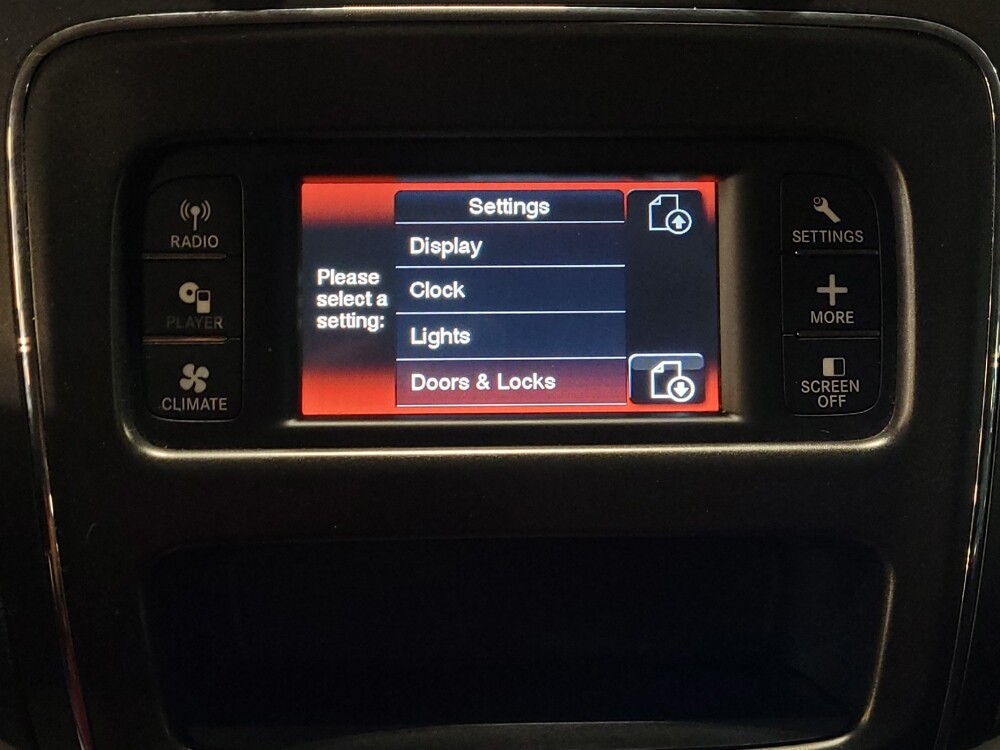 RADIO
PLAYER
CLIMATE
Settings
Please
select a
setting:
Display
Clock
Lights
Doors & Locks
SETTINGS
MORE
SCREEN
OFF